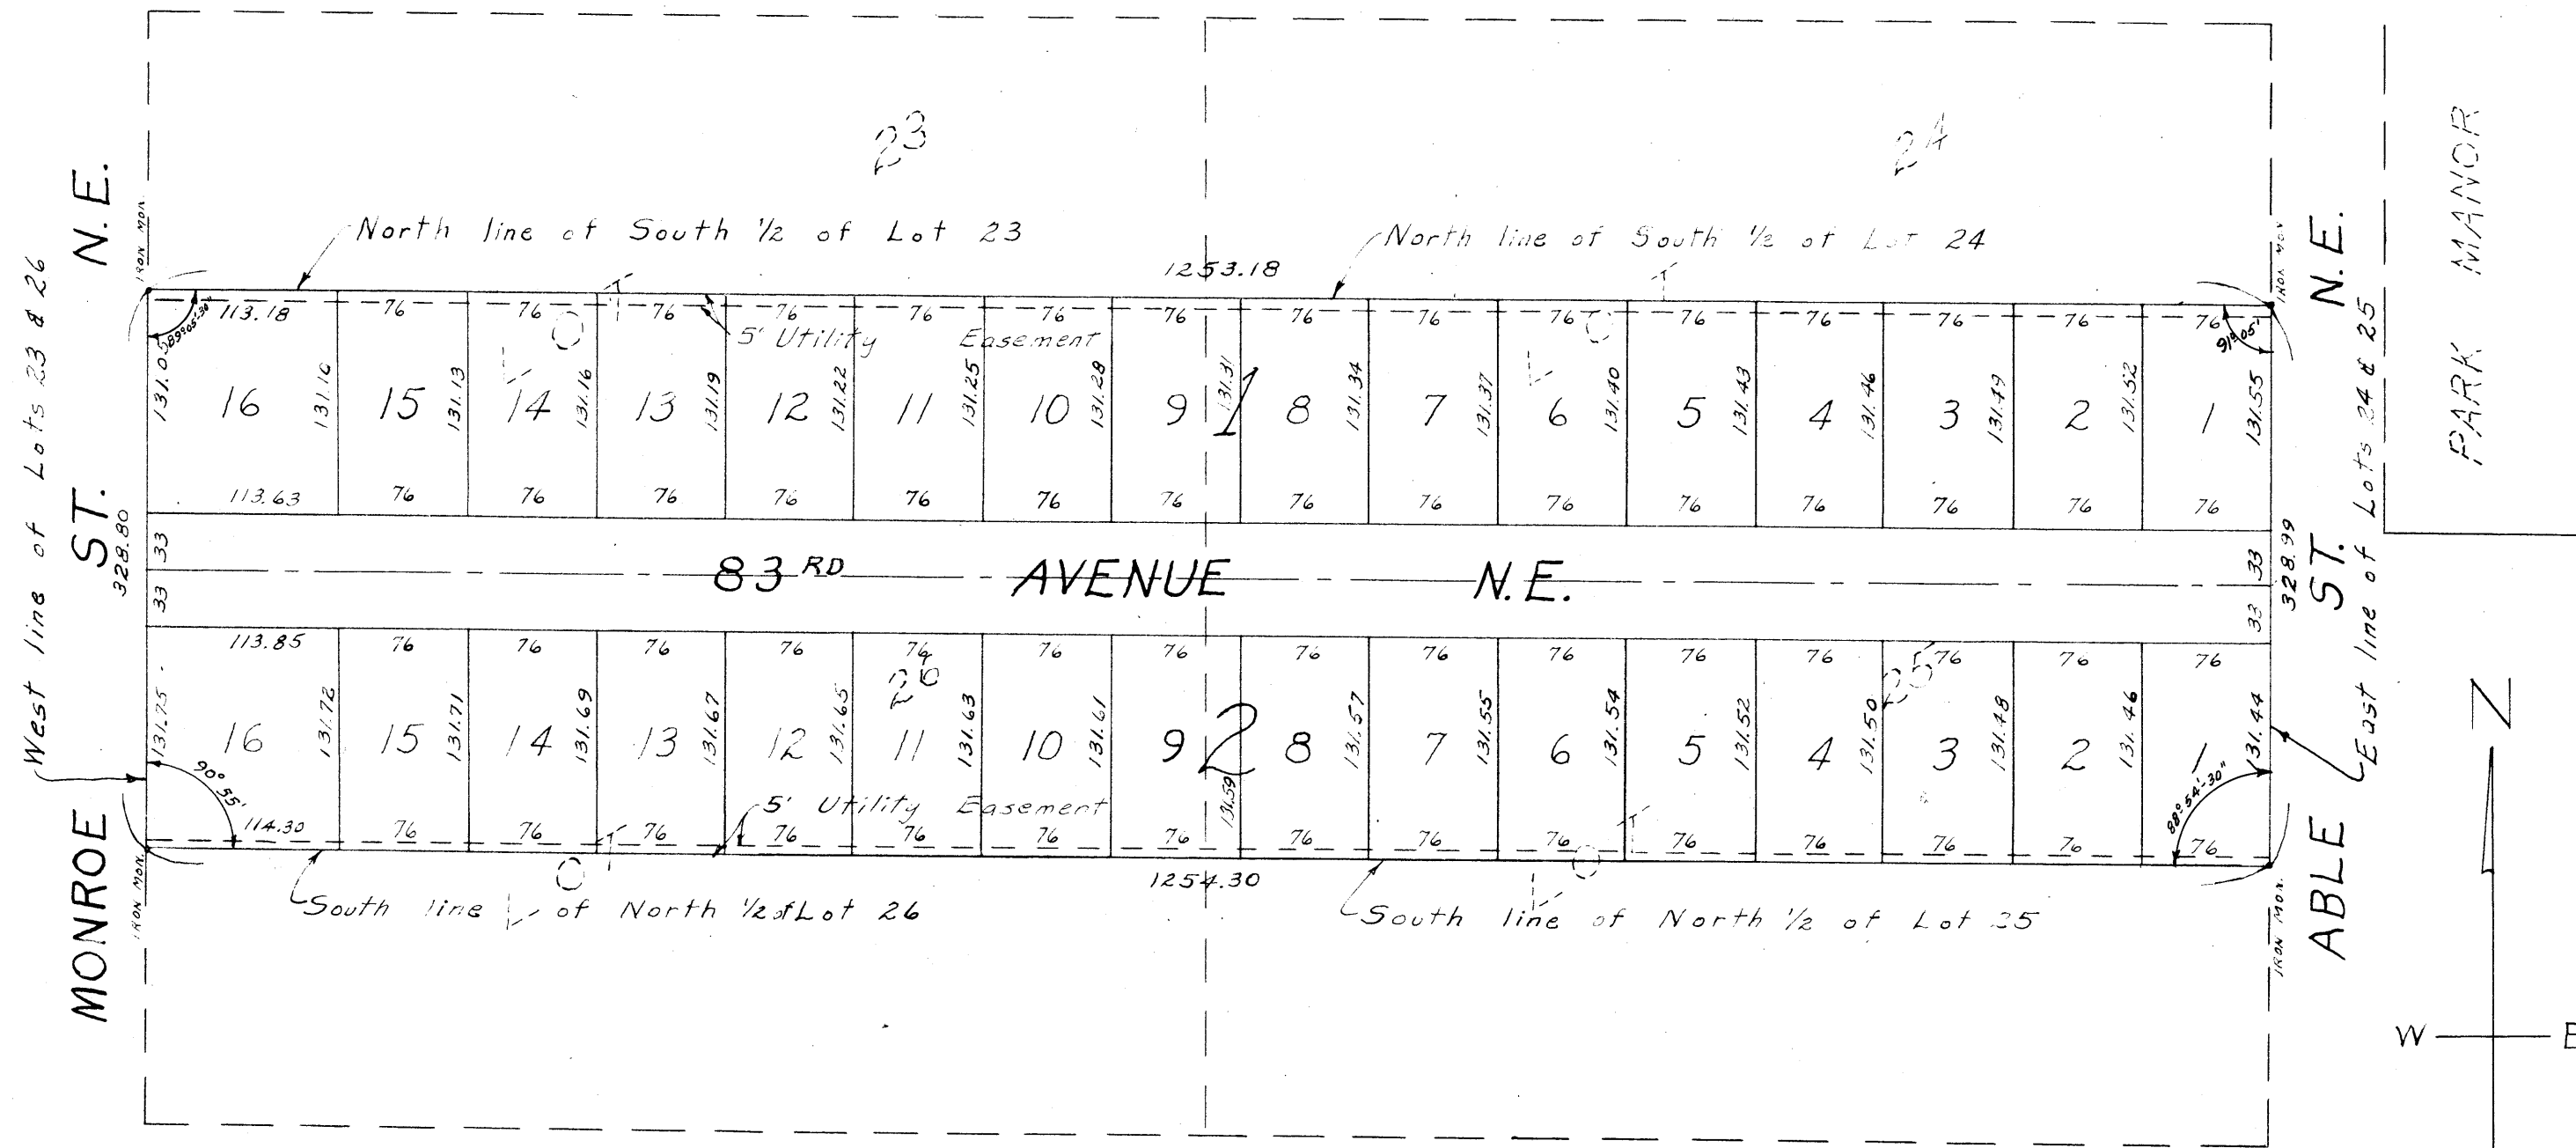 23
24
PARK MANOR
MONROE ST. N.E.
West line of Lots 23 & 26
328.80
IRON MON.
IRON MON
North line of South 1/2 of Lot 23
North line of South 1/2 of Lot 24
1253.18
113.18 76 76 76 76 76 76 76 76 76 76 76 76 76 76 76
89°05'-30"
91°05'
5' Utility Easement
131.05 16 131.10 15 131.13 14 131.16 13 131.19 12 131.22 11 131.25 10 131.28 9 131.31 1 8 131.34 7 131.37 6 131.40 5 131.43 4 131.46 3 131.49 2 131.52 1 131.55
113.63 76 76 76 76 76 76 76 76 76 76 76 76 76 76 76
33 33
83RD AVENUE N.E.
33 33
328.99
ABLE ST. N.E.
East line of Lots 24 & 25
113.85 76 76 76 76 76 76 76 76 76 76 76 76 76 76 76
26
25
131.75 16 131.72 15 131.71 14 131.69 13 131.67 12 131.65 11 131.63 10 131.61 9 131.59 2 8 131.57 7 131.55 6 131.54 5 131.52 4 131.50 3 131.48 2 131.46 1 131.44
90° 55'
88°54'-30"
5' Utility Easement
114.30 76 76 76 76 76 76 76 76 76 76 76 76 76 76 76
1254.30
IRON MON.
IRON MON.
South line of North 1/2 of Lot 26
South line of North 1/2 of Lot 25
L O T
L O T
L O T
L O T
N
W E